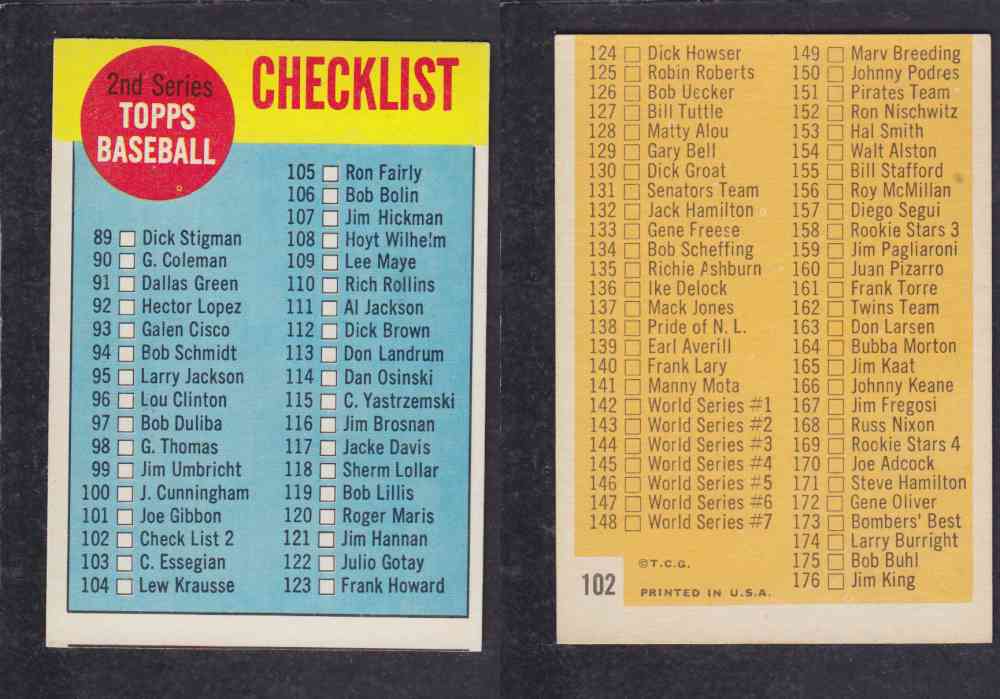 2nd Series
TOPPS
BASEBALL
CHECKLIST
89 Dick Stigman
90 G. Coleman
91 Dallas Green
92 Hector Lopez
93 Galen Cisco
94 Bob Schmidt
95 Larry Jackson
96 Lou Clinton
97 Bob Duliba
98 G. Thomas
99 Jim Umbricht
100 J. Cunningham
101 Joe Gibbon
102 Check List 2
103 C. Essegian
104 Lew Krausse
105 Ron Fairly
106 Bob Bolin
107 Jim Hickman
108 Hoyt Wilhelm
109 Lee Maye
110 Rich Rollins
111 Al Jackson
112 Dick Brown
113 Don Landrum
114 Dan Osinski
115 C. Yastrzemski
116 Jim Brosnan
117 Jacke Davis
118 Sherm Lollar
119 Bob Lillis
120 Roger Maris
121 Jim Hannan
122 Julio Gotay
123 Frank Howard
124 Dick Howser
125 Robin Roberts
126 Bob Uecker
127 Bill Tuttle
128 Matty Alou
129 Gary Bell
130 Dick Groat
131 Senators Team
132 Jack Hamilton
133 Gene Freese
134 Bob Scheffing
135 Richie Ashburn
136 Ike Delock
137 Mack Jones
138 Pride of N. L.
139 Earl Averill
140 Frank Lary
141 Manny Mota
142 World Series #1
143 World Series #2
144 World Series #3
145 World Series #4
146 World Series #5
147 World Series #6
148 World Series #7
©T.C.G.
102
PRINTED IN U.S.A.
149 Marv Breeding
150 Johnny Podres
151 Pirates Team
152 Ron Nischwitz
153 Hal Smith
154 Walt Alston
155 Bill Stafford
156 Roy McMillan
157 Diego Segui
158 Rookie Stars 3
159 Jim Pagliaroni
160 Juan Pizarro
161 Frank Torre
162 Twins Team
163 Don Larsen
164 Bubba Morton
165 Jim Kaat
166 Johnny Keane
167 Jim Fregosi
168 Russ Nixon
169 Rookie Stars 4
170 Joe Adcock
171 Steve Hamilton
172 Gene Oliver
173 Bombers' Best
174 Larry Burright
175 Bob Buhl
176 Jim King